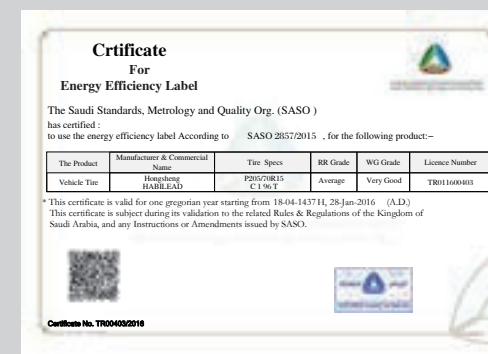 Crtificate
For
Energy Efficiency Label
The Saudi Standards, Metrology and Quality Org. (SASO )
has certified :
to use the energy efficiency label According to SASO 2857/2015 , for the following product:–
The Product Manufacturer & Commercial Name Tire Specs RR Grade WG Grade Licence Number
Vehicle Tire Hongsheng HABILEAD P205/70R15 C 1 96 T Average Very Good TR011600403
* This certificate is valid for one gregorian year starting from 18-04-1437 H, 28-Jan-2016 (A.D.)
This certificate is subject during its validation to the related Rules & Regulations of the Kingdom of
Saudi Arabia, and any Instructions or Amendments issued by SASO.
Certificate No. TR00403/2016